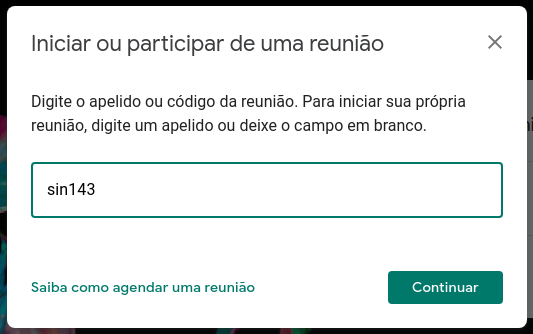 Iniciar ou participar de uma reunião
Digite o apelido ou código da reunião. Para iniciar sua própria
reunião, digite um apelido ou deixe o campo em branco.
sin143
Saiba como agendar uma reunião
Continuar